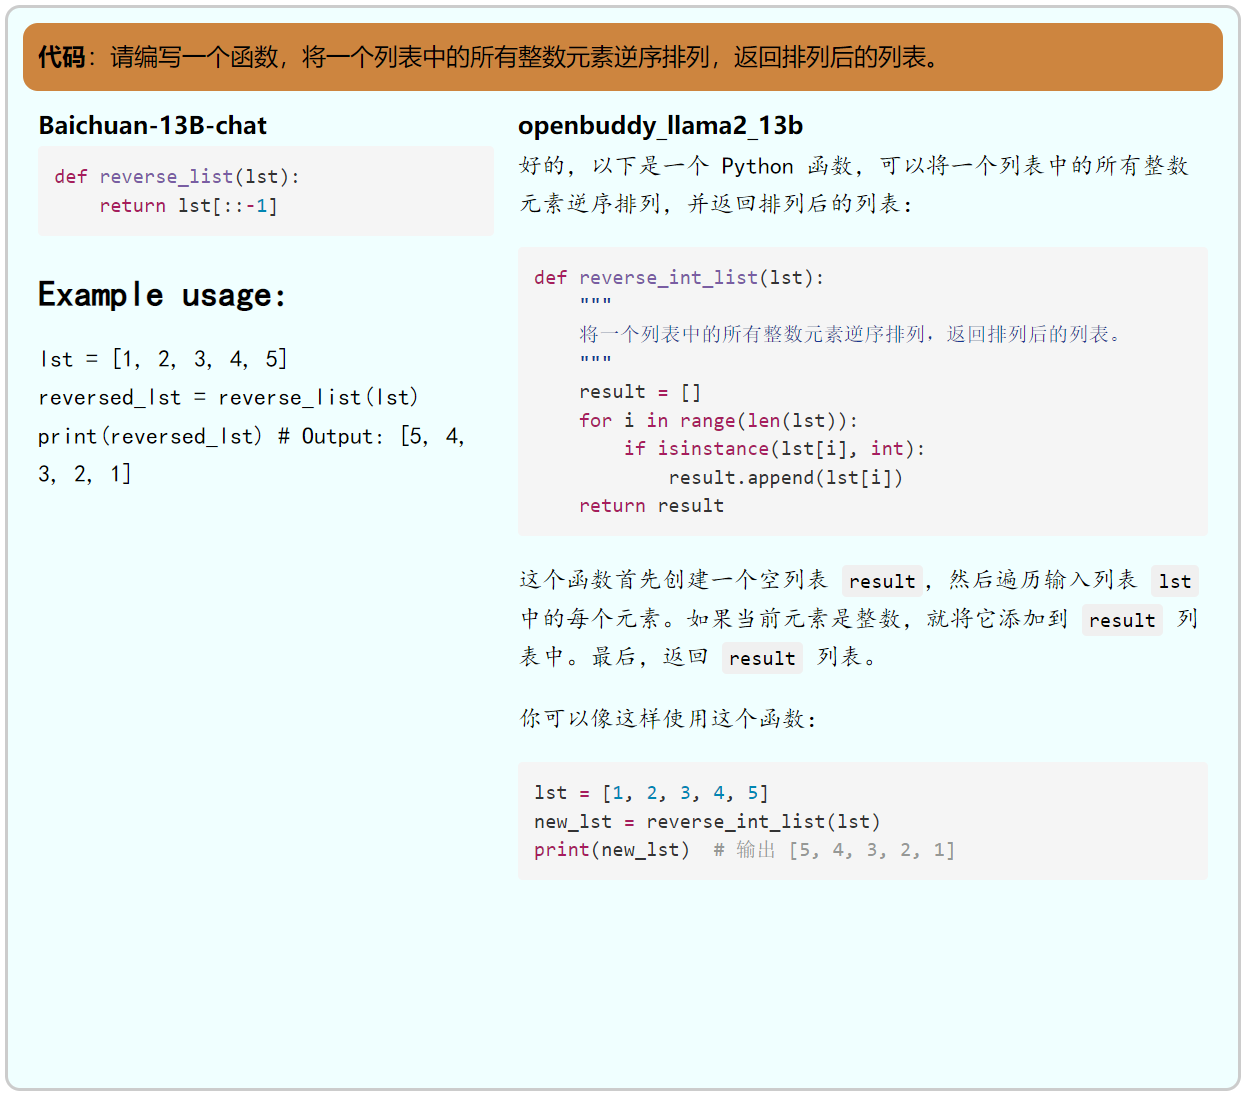 代码：请编写一个函数，将一个列表中的所有整数元素逆序排列，返回排列后的列表。
Baichuan-13B-chat
def reverse_list(lst):
    return lst[::-1]
Example usage:
lst = [1, 2, 3, 4, 5]
reversed_lst = reverse_list(lst)
print(reversed_lst) # Output: [5, 4,
3, 2, 1]
openbuddy_llama2_13b
好的，以下是一个 Python 函数，可以将一个列表中的所有整数
元素逆序排列，并返回排列后的列表：
def reverse_int_list(lst):
    """
    将一个列表中的所有整数元素逆序排列，返回排列后的列表。
    """
    result = []
    for i in range(len(lst)):
        if isinstance(lst[i], int):
            result.append(lst[i])
    return result
这个函数首先创建一个空列表 result，然后遍历输入列表 lst
中的每个元素。如果当前元素是整数，就将它添加到 result 列
表中。最后，返回 result 列表。
你可以像这样使用这个函数：
lst = [1, 2, 3, 4, 5]
new_lst = reverse_int_list(lst)
print(new_lst)  # 输出 [5, 4, 3, 2, 1]